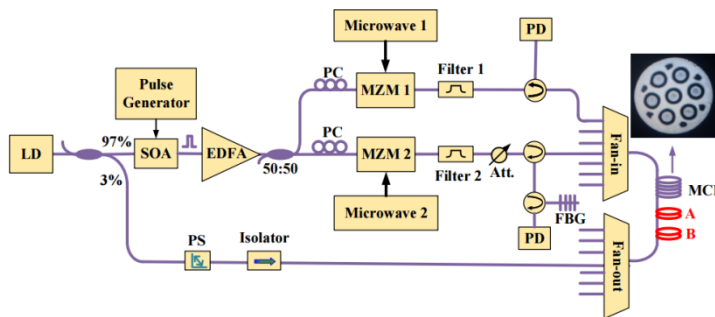 Microwave 1
PD
Pulse
Generator
PC
MZM 1
Filter 1
LD
97%
SOA
EDFA
50:50
3%
PC
MZM 2
Filter 2
Att.
Fan-in
MCF
Microwave 2
FBG
PD
A
B
PS
Isolator
Fan-out